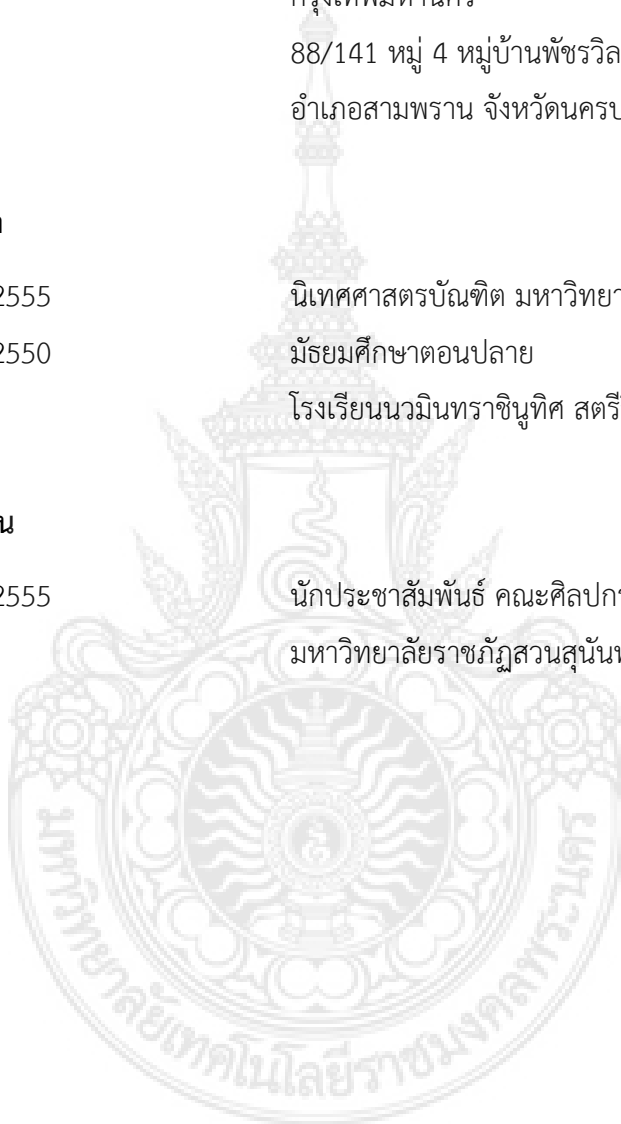 กรุงเทพมหานคร
88/141 หมู่ 4 หมู่บ้านพัชรวิล
อำเภอสามพราน จังหวัดนครป
า
2555 นิเทศศาสตรบัณฑิต มหาวิทยา
2550 มัธยมศึกษาตอนปลาย
โรงเรียนนวมินทราชินูทิศ สตรี
น
2555 นักประชาสัมพันธ์ คณะศิลปกร
มหาวิทยาลัยราชภัฏสวนสุนัน
มหาวิทยาลัยเทคโนโลยีราชมงคลพระนคร